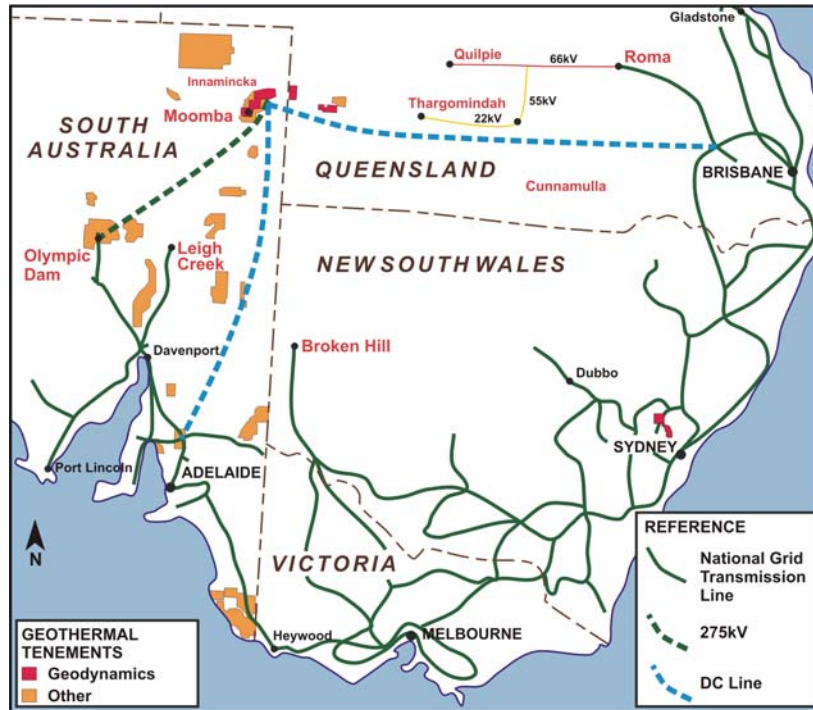 Gladstone
Quilpie
66kV
Roma
Innamincka
Thargomindah
55kV
22kV
Moomba
SOUTH
AUSTRALIA
QUEENSLAND
BRISBANE
Cunnamulla
Olympic
Dam
Leigh
Creek
NEW SOUTH WALES
Davenport
Broken Hill
Dubbo
SYDNEY
Port Lincoln
ADELAIDE
N
VICTORIA
Heywood
MELBOURNE
GEOTHERMAL
TENEMENTS
Geodynamics
Other
REFERENCE
National Grid
Transmission
Line
275kV
DC Line